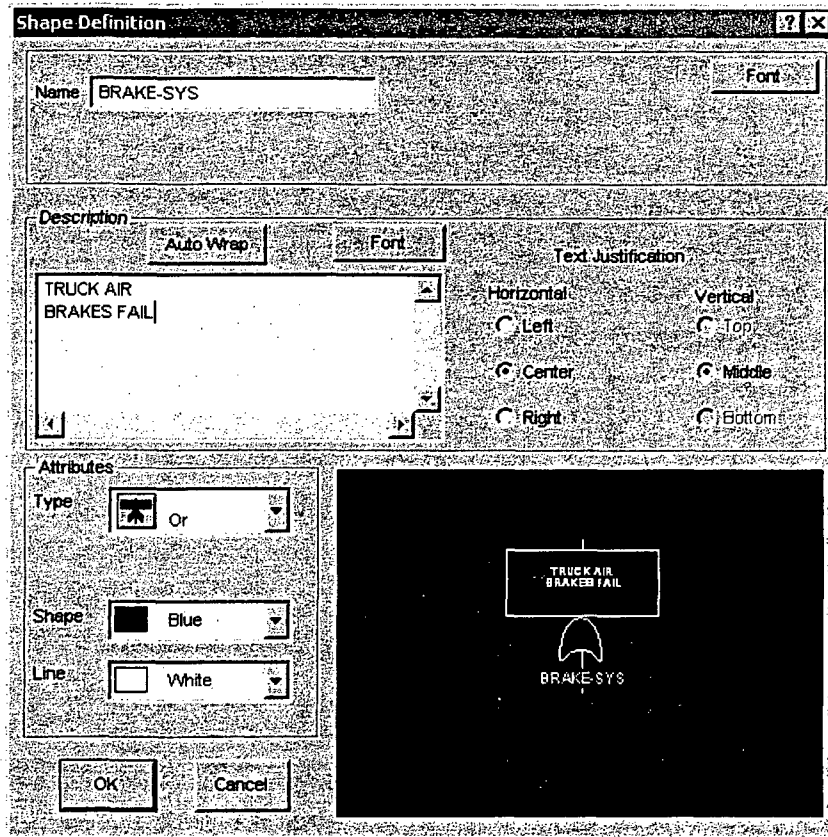 Shape Definition
Name BRAKE-SYS
Font
Description
Auto Wrap Font
Text Justification
TRUCK AIR
BRAKES FAIL
Horizontal Vertical
Left Top
Center Middle
Right Bottom
Attributes
Type Or
Shape Blue
Line White
TRUCK AIR
BRAKES FAIL
BRAKE-SYS
OK Cancel